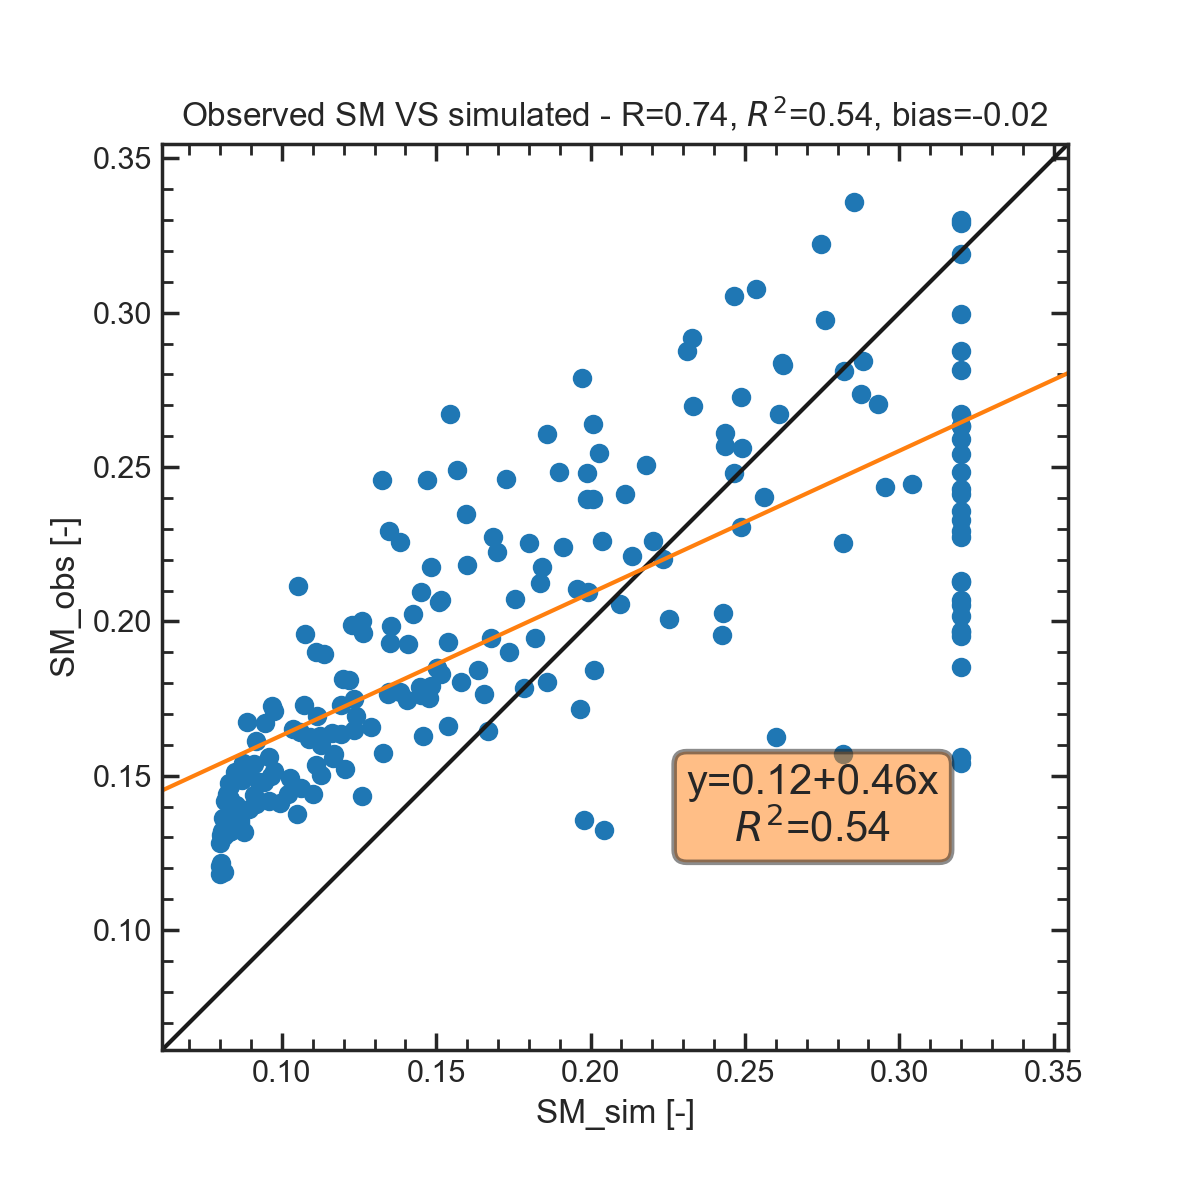 Observed SM VS simulated - R=0.74, R²=0.54, bias=-0.02
0.35
0.30
0.25
0.20
0.15
0.10
SM_obs [-]
y=0.12+0.46x
R²=0.54
0.10 0.15 0.20 0.25 0.30 0.35
SM_sim [-]